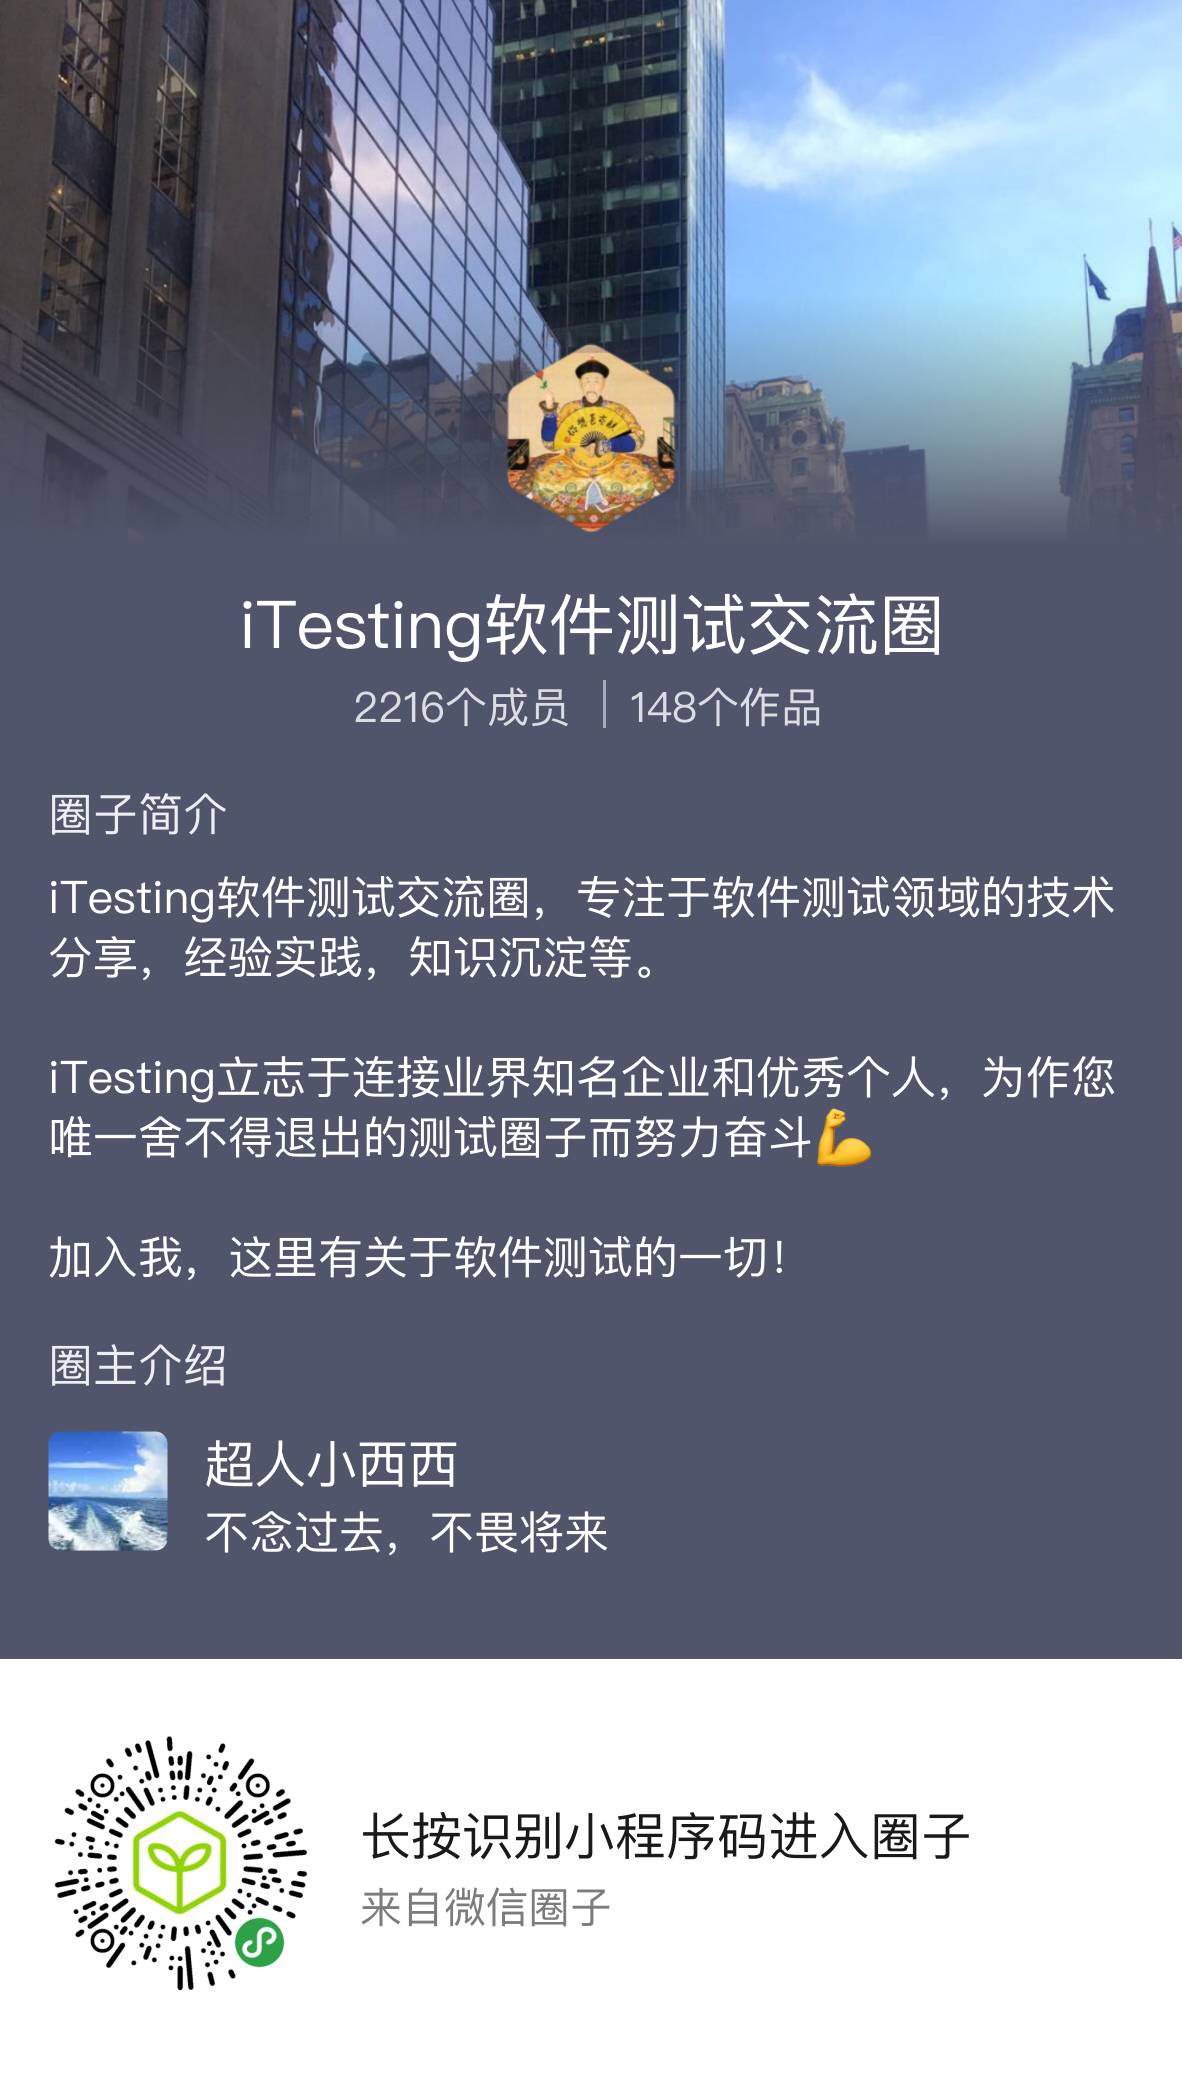 iTesting软件测试交流圈
2216个成员 | 148个作品
圈子简介
iTesting软件测试交流圈，专注于软件测试领域的技术
分享，经验实践，知识沉淀等。
iTesting立志于连接业界知名企业和优秀个人，为作您
唯一舍不得退出的测试圈子而努力奋斗💪
加入我，这里有关于软件测试的一切！
圈主介绍
超人小西西
不念过去，不畏将来
长按识别小程序码进入圈子
来自微信圈子